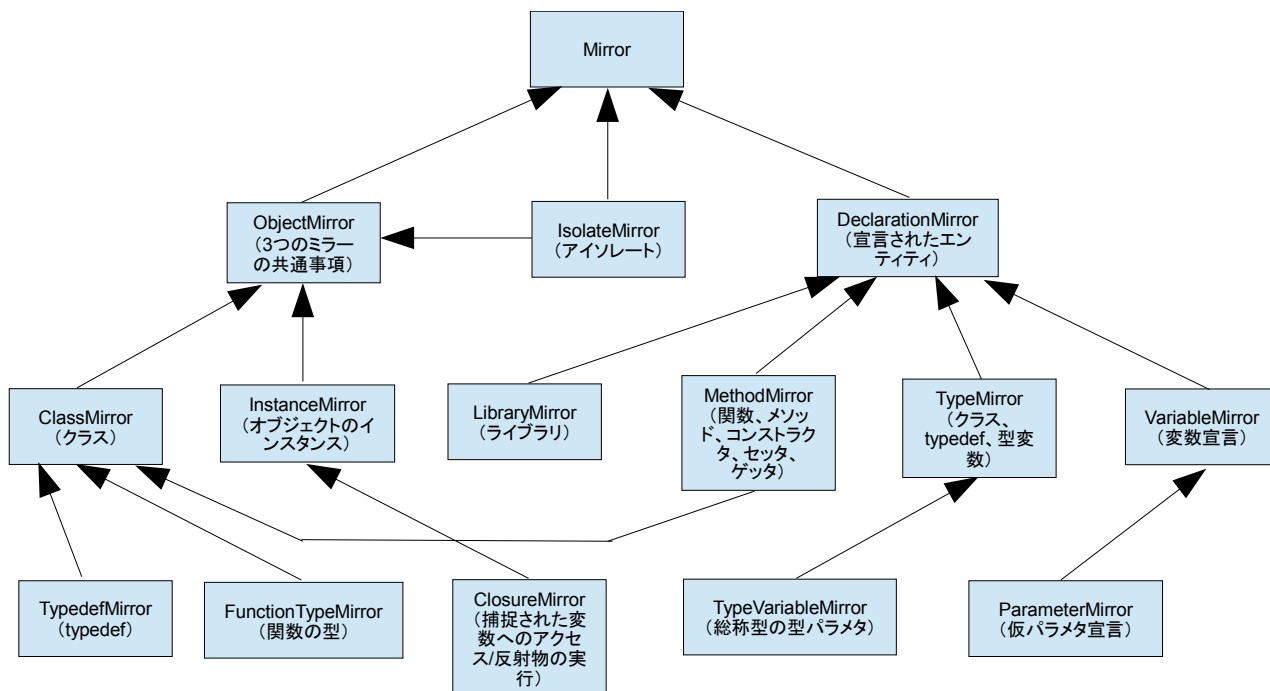 Mirror
ObjectMirror
(3つのミラー
の共通事項)
IsolateMirror
(アイソレート)
DeclarationMirror
(宣言されたエン
ティティ)
ClassMirror
(クラス)
InstanceMirror
(オブジェクトのイ
ンスタンス)
LibraryMirror
(ライブラリ)
MethodMirror
(関数、メソッ
ド、コンストラク
タ、セッタ、
ゲッタ)
TypeMirror
(クラス、
typedef、型変
数)
VariableMirror
(変数宣言)
TypedefMirror
(typedef)
FunctionTypeMirror
(関数の型)
ClosureMirror
(捕捉された変
数へのアクセ
ス/反射物の実
行)
TypeVariableMirror
(総称型の型パラメタ)
ParameterMirror
(仮パラメタ宣言)